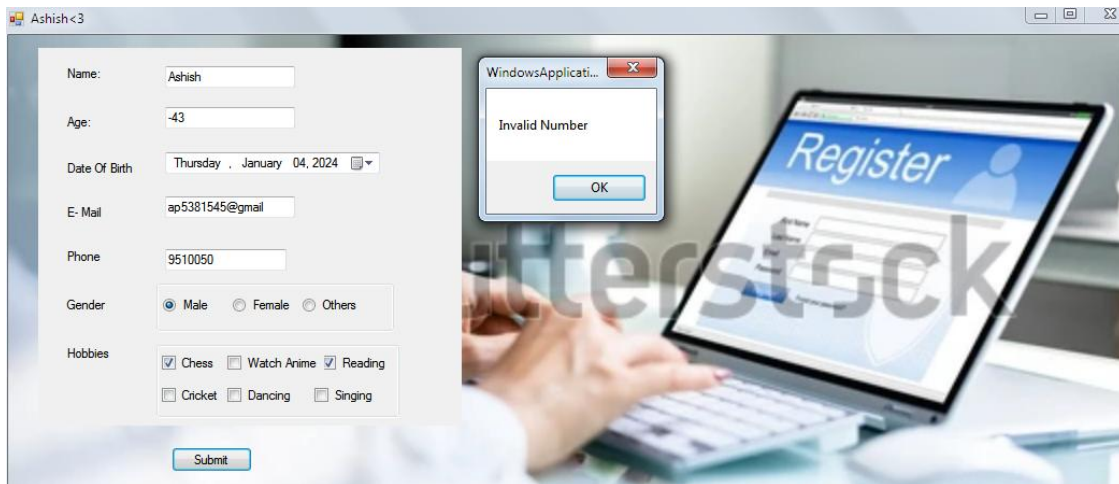 Ashish<3
Name:
Ashish
Age:
-43
Date Of Birth
Thursday , January 04, 2024
E- Mail
ap5381545@gmail
Phone
9510050
Gender
Male Female Others
Hobbies
Chess Watch Anime Reading
Cricket Dancing Singing
Submit
WindowsApplicati...
Invalid Number
OK
Register
utterstock